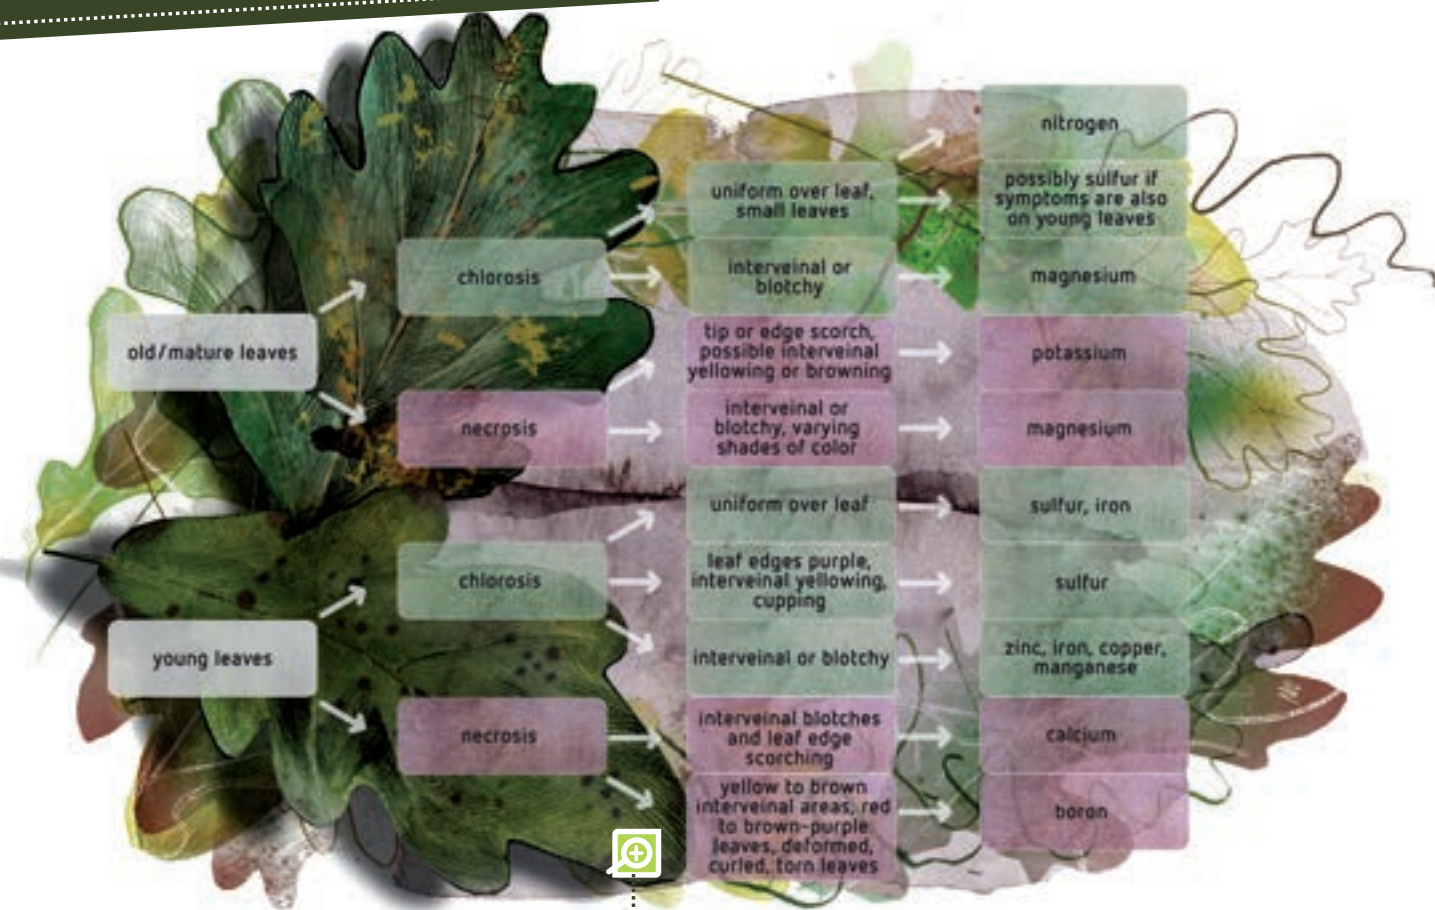 nitrogen
uniform over leaf,
small leaves
possibly sulfur if
symptoms are also
on young leaves
chlorosis
interveinal or
blotchy
magnesium
old/mature leaves
tip or edge scorch,
possible interveinal
yellowing or browning
potassium
necrosis
interveinal or
blotchy, varying
shades of color
magnesium
uniform over leaf
sulfur, iron
chlorosis
leaf edges purple,
interveinal yellowing,
cupping
sulfur
young leaves
interveinal or blotchy
zinc, iron, copper,
manganese
necrosis
interveinal blotches
and leaf edge
scorching
calcium
yellow to brown
interveinal areas, red
to brown-purple
leaves, deformed,
curled, torn leaves
boron